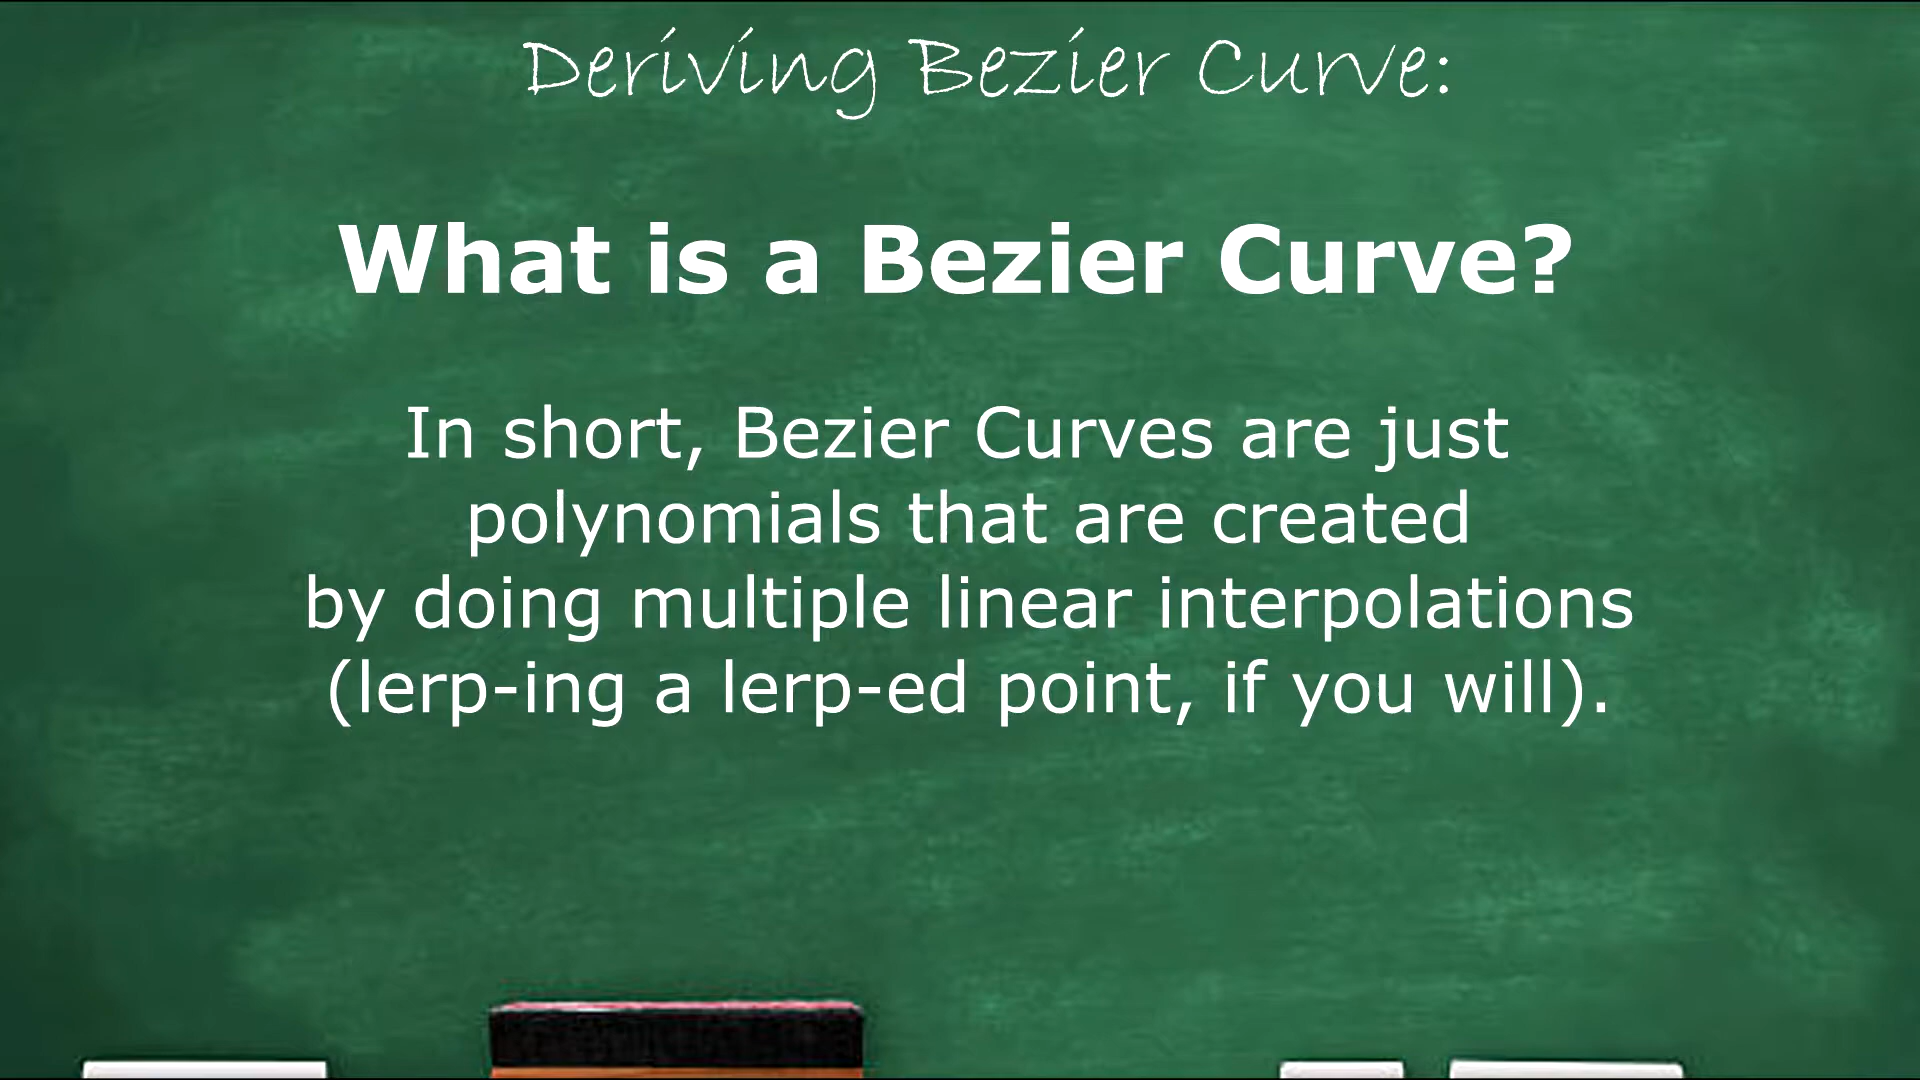 Deriving Bezier Curve:
What is a Bezier Curve?
In short, Bezier Curves are just
polynomials that are created
by doing multiple linear interpolations
(lerp-ing a lerp-ed point, if you will).